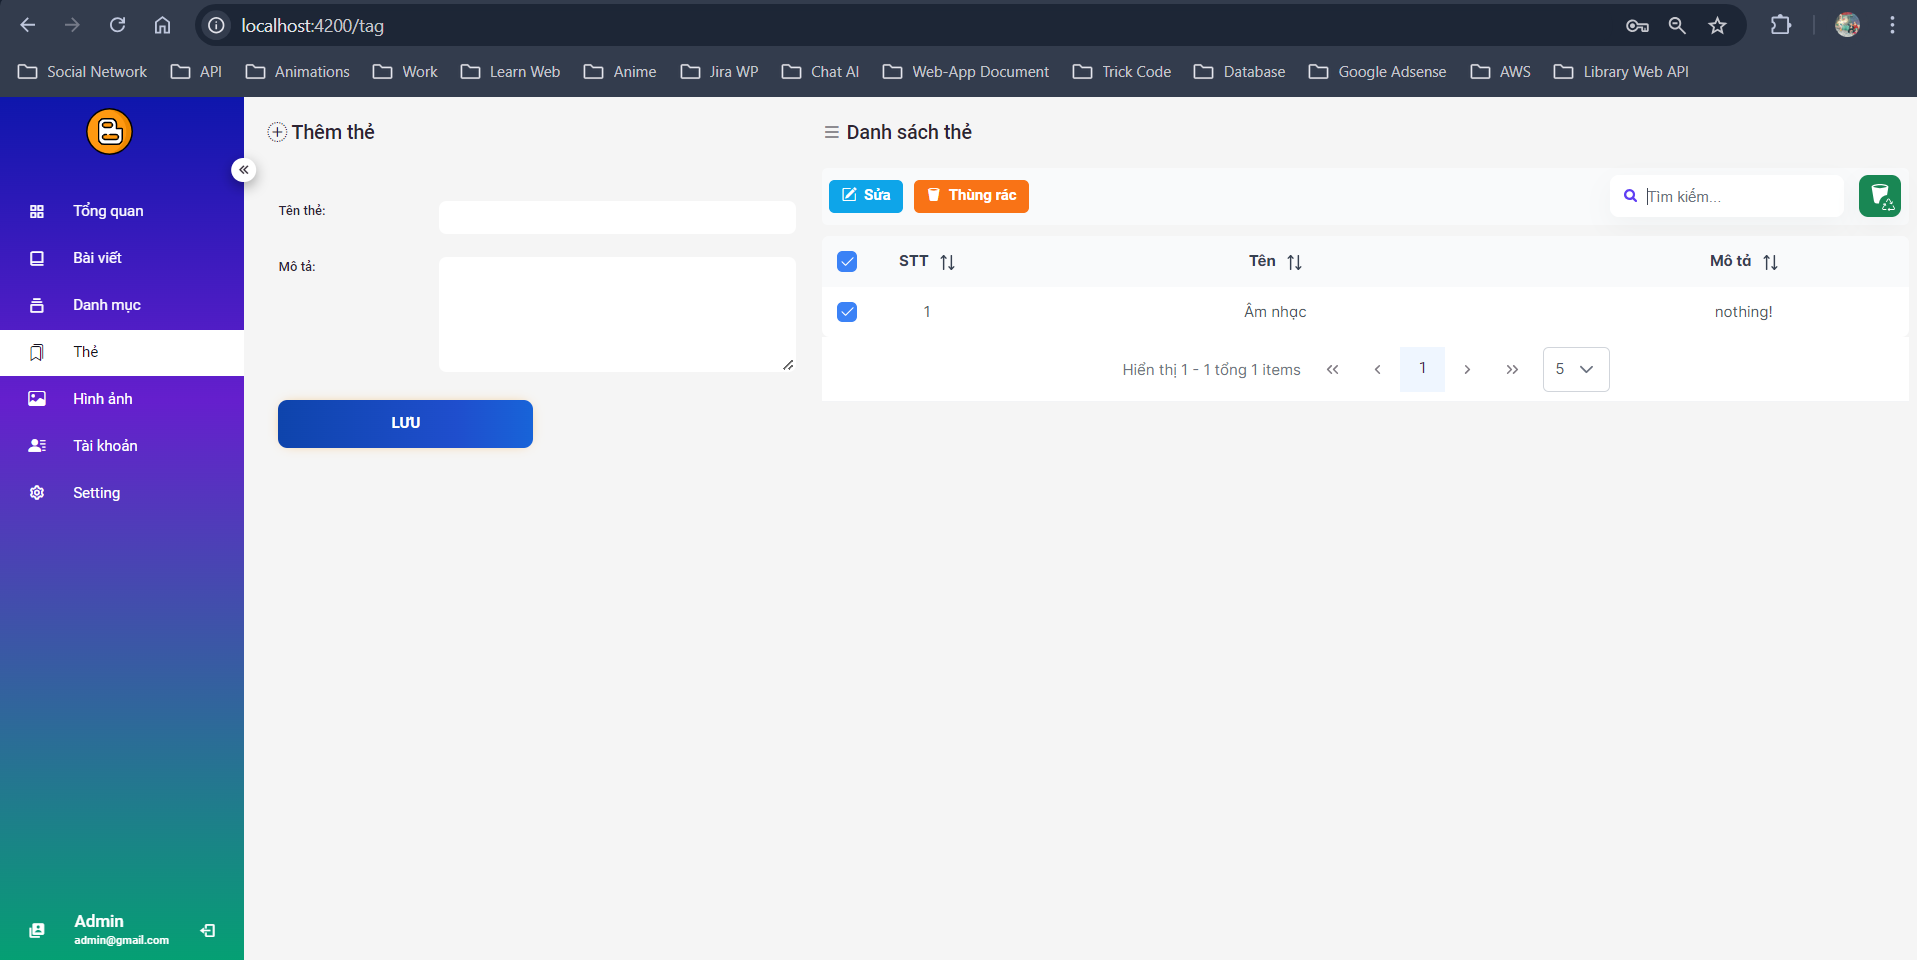 localhost:4200/tag
Social Network API Animations Work Learn Web Anime Jira WP Chat AI Web-App Document Trick Code Database Google Adsense AWS Library Web API
Tổng quan
Bài viết
Danh mục
Thẻ
Hình ảnh
Tài khoản
Setting
Admin
admin@gmail.com
Thêm thẻ
Tên thẻ:
Mô tả:
LƯU
Danh sách thẻ
Sửa Thùng rác Tìm kiếm...
STT Tên Mô tả
1 Âm nhạc nothing!
Hiển thị 1 - 1 tổng 1 items 1 5